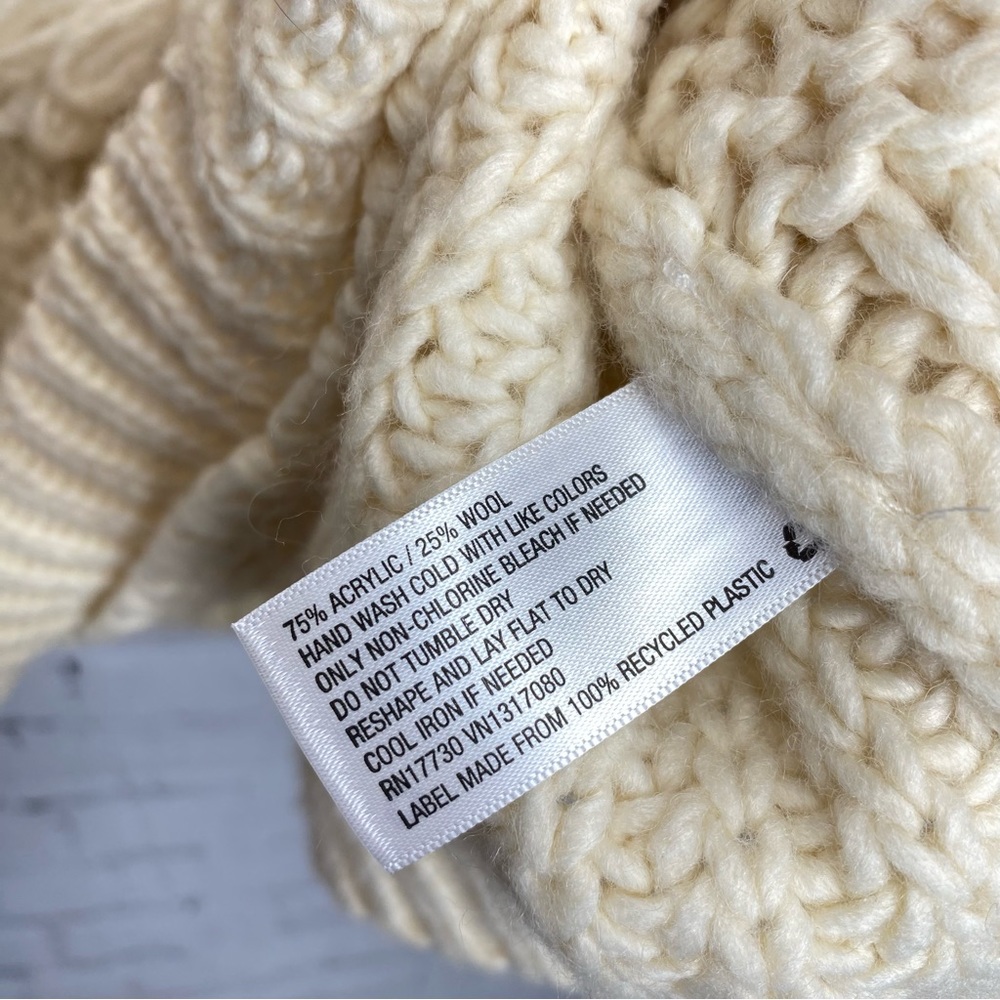 75% ACRYLIC / 25% WOOL
HAND WASH COLD WITH LIKE COLORS
ONLY NON-CHLORINE BLEACH IF NEEDED
DO NOT TUMBLE DRY
RESHAPE AND LAY FLAT TO DRY
COOL IRON IF NEEDED
RN17730 VN1317080
LABEL MADE FROM 100% RECYCLED PLASTIC